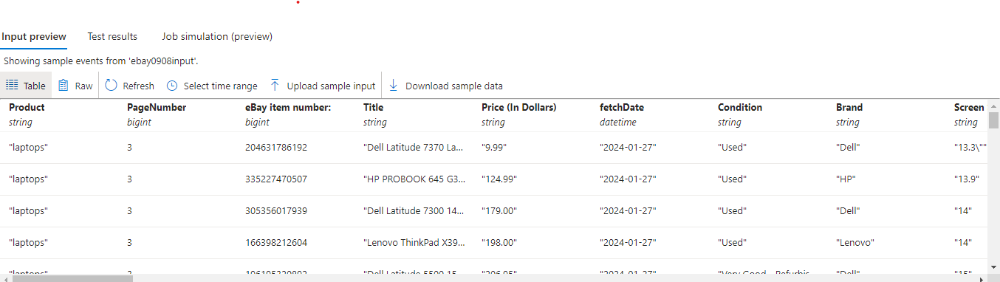 Input preview Test results Job simulation (preview)
Showing sample events from 'ebay0908input'.
Table Raw Refresh Select time range Upload sample input Download sample data
Product PageNumber eBay item number: Title Price (In Dollars) fetchDate Condition Brand Screen
string bigint bigint string string datetime string string string
"laptops" 3 204631786192 "Dell Latitude 7370 La... "9.99" "2024-01-27" "Used" "Dell" "13.3\""
"laptops" 3 335227470507 "HP PROBOOK 645 G3... "124.99" "2024-01-27" "Used" "HP" "13.9"
"laptops" 3 305356017939 "Dell Latitude 7300 14... "179.00" "2024-01-27" "Used" "Dell" "14"
"laptops" 3 166398212604 "Lenovo ThinkPad X39... "198.00" "2024-01-27" "Used" "Lenovo" "14"
"laptops" 3 "Dell Latitude 5500 15... "2024-01-27" "Very Good - Refurbis... "Dell" "15"